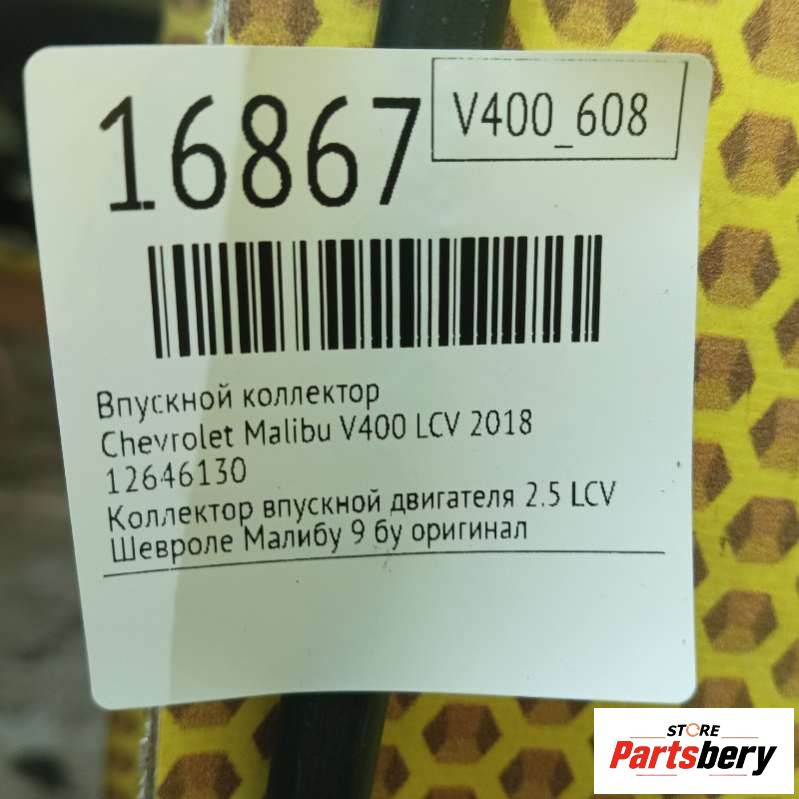 16867
V400_608
Впускной коллектор
Chevrolet Malibu V400 LCV 2018
12646130
Коллектор впускной двигателя 2.5 LCV
Шевроле Малибу 9 бу оригинал
STORE
Partsbery